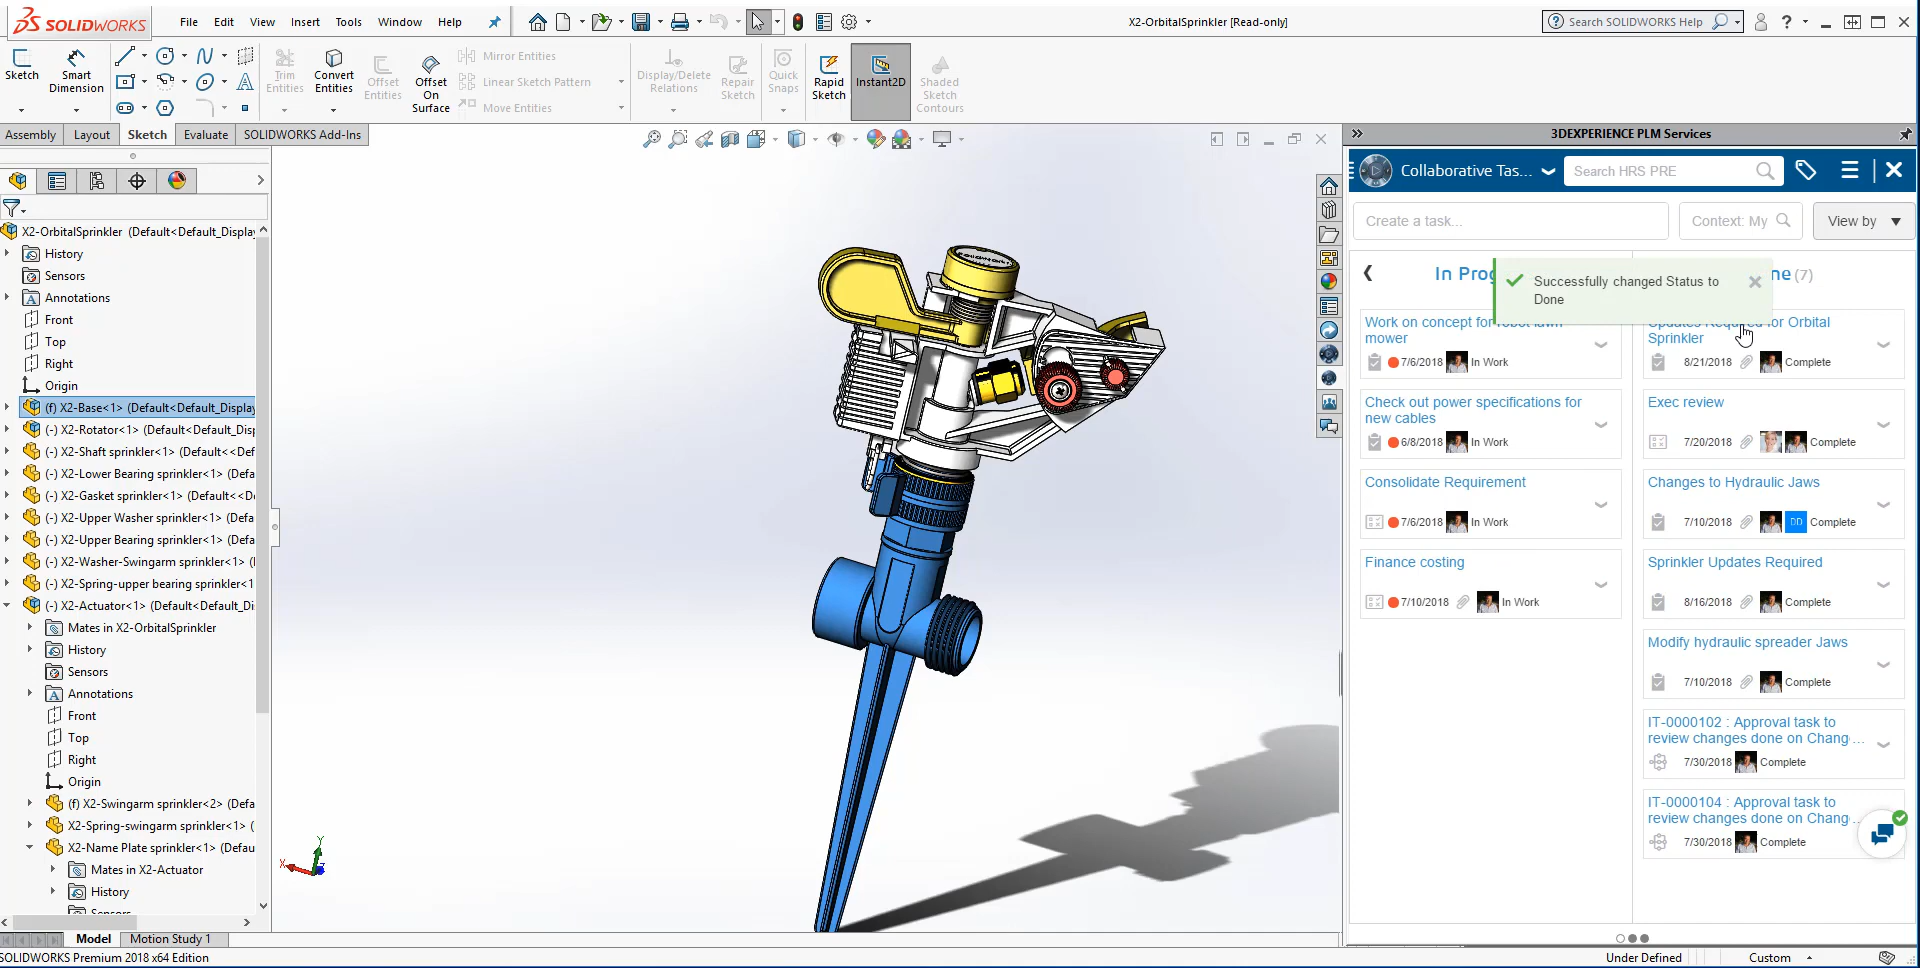 SOLIDWORKS
File Edit View Insert Tools Window Help
X2-OrbitalSprinkler [Read-only]
Search SOLIDWORKS Help
Sketch
Smart Dimension
Trim Entities
Convert Entities
Offset Entities
Offset On Surface
Mirror Entities
Linear Sketch Pattern
Move Entities
Display/Delete Relations
Repair Sketch
Quick Snaps
Rapid Sketch
Instant2D
Shaded Sketch Contours
Assembly Layout Sketch Evaluate SOLIDWORKS Add-Ins
X2-OrbitalSprinkler (Default<Default_Display
History
Sensors
Annotations
Front
Top
Right
Origin
(f) X2-Base<1> (Default<Default_Display
(-) X2-Rotator<1> (Default<Default_Disp
(-) X2-Shaft sprinkler<1> (Default<<Def
(-) X2-Lower Bearing sprinkler<1> (Defa
(-) X2-Gasket sprinkler<1> (Default<<De
(-) X2-Upper Washer sprinkler<1> (Defa
(-) X2-Upper Bearing sprinkler<1> (Defa
(-) X2-Washer-Swingarm sprinkler<1> (
(-) X2-Spring-upper bearing sprinkler<1
(-) X2-Actuator<1> (Default<Default_Di
Mates in X2-OrbitalSprinkler
History
Sensors
Annotations
Front
Top
Right
Origin
(f) X2-Swingarm sprinkler<2> (Defa
X2-Spring-swingarm sprinkler<1> (
X2-Name Plate sprinkler<1> (Defau
Mates in X2-Actuator
History
Sensors
Y
X
Z
Model Motion Study 1
SOLIDWORKS Premium 2018 x64 Edition
Under Defined
Custom
3DEXPERIENCE PLM Services
Collaborative Tas...
Search HRS PRE
Create a task...
Context: My
View by
In Prog
ne (7)
Successfully changed Status to
Done
Work on concept for robot lawn
mower
7/6/2018 In Work
Check out power specifications for
new cables
6/8/2018 In Work
Consolidate Requirement
7/6/2018 In Work
Finance costing
7/10/2018 In Work
Updates Required for Orbital
Sprinkler
8/21/2018 Complete
Exec review
7/20/2018 Complete
Changes to Hydraulic Jaws
7/10/2018 DD Complete
Sprinkler Updates Required
8/16/2018 Complete
Modify hydraulic spreader Jaws
7/10/2018 Complete
IT-0000102 : Approval task to
review changes done on Chang...
7/30/2018 Complete
IT-0000104 : Approval task to
review changes done on Chang...
7/30/2018 Complete